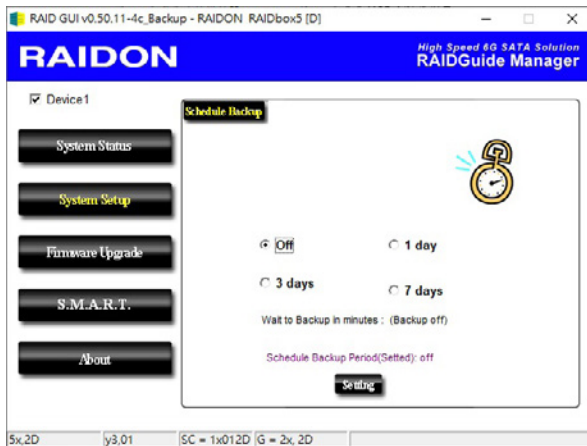 RAID GUI v0.50.11-4c_Backup - RAIDON RAIDbox5 [D]
RAIDON
High Speed 6G SATA Solution
RAIDGuide Manager
Device1
Schedule Backup
System Status
System Setup
Firmware Upgrade
S.M.A.R.T.
About
Off
1 day
3 days
7 days
Wait to Backup in minutes : (Backup off)
Schedule Backup Period(Setted): off
Setting
5x,2D
y3,01
SC = 1x012D
G = 2x, 2D